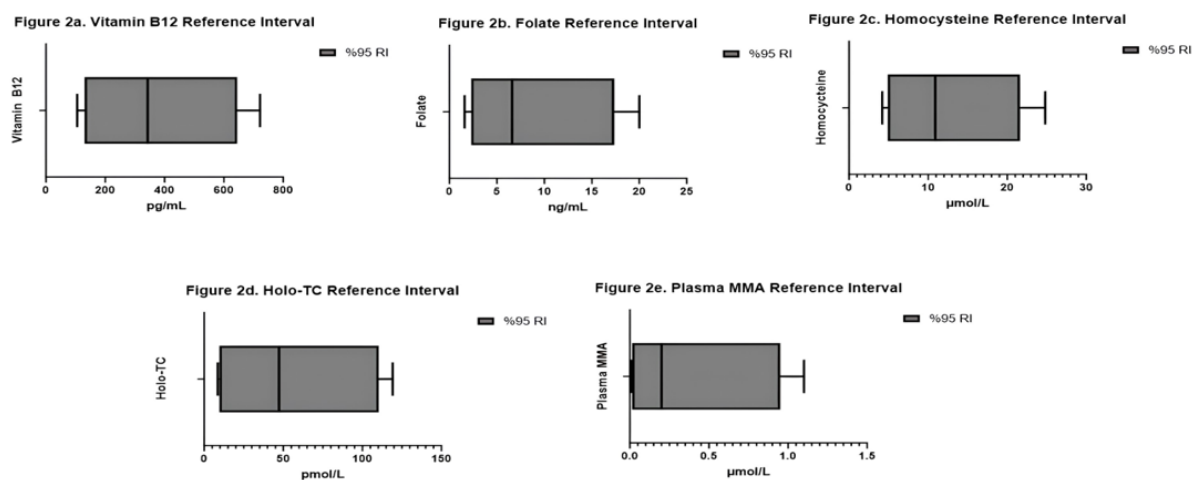 Figure 2a. Vitamin B12 Reference Interval
%95 RI
Vitamin B12
0 200 400 600 800
pg/mL
Figure 2b. Folate Reference Interval
%95 RI
Folate
0 5 10 15 20 25
ng/mL
Figure 2c. Homocysteine Reference Interval
%95 RI
Homocycteine
0 10 20 30
µmol/L
Figure 2d. Holo-TC Reference Interval
%95 RI
Holo-TC
0 50 100 150
pmol/L
Figure 2e. Plasma MMA Reference Interval
%95 RI
Plasma MMA
0.0 0.5 1.0 1.5
µmol/L